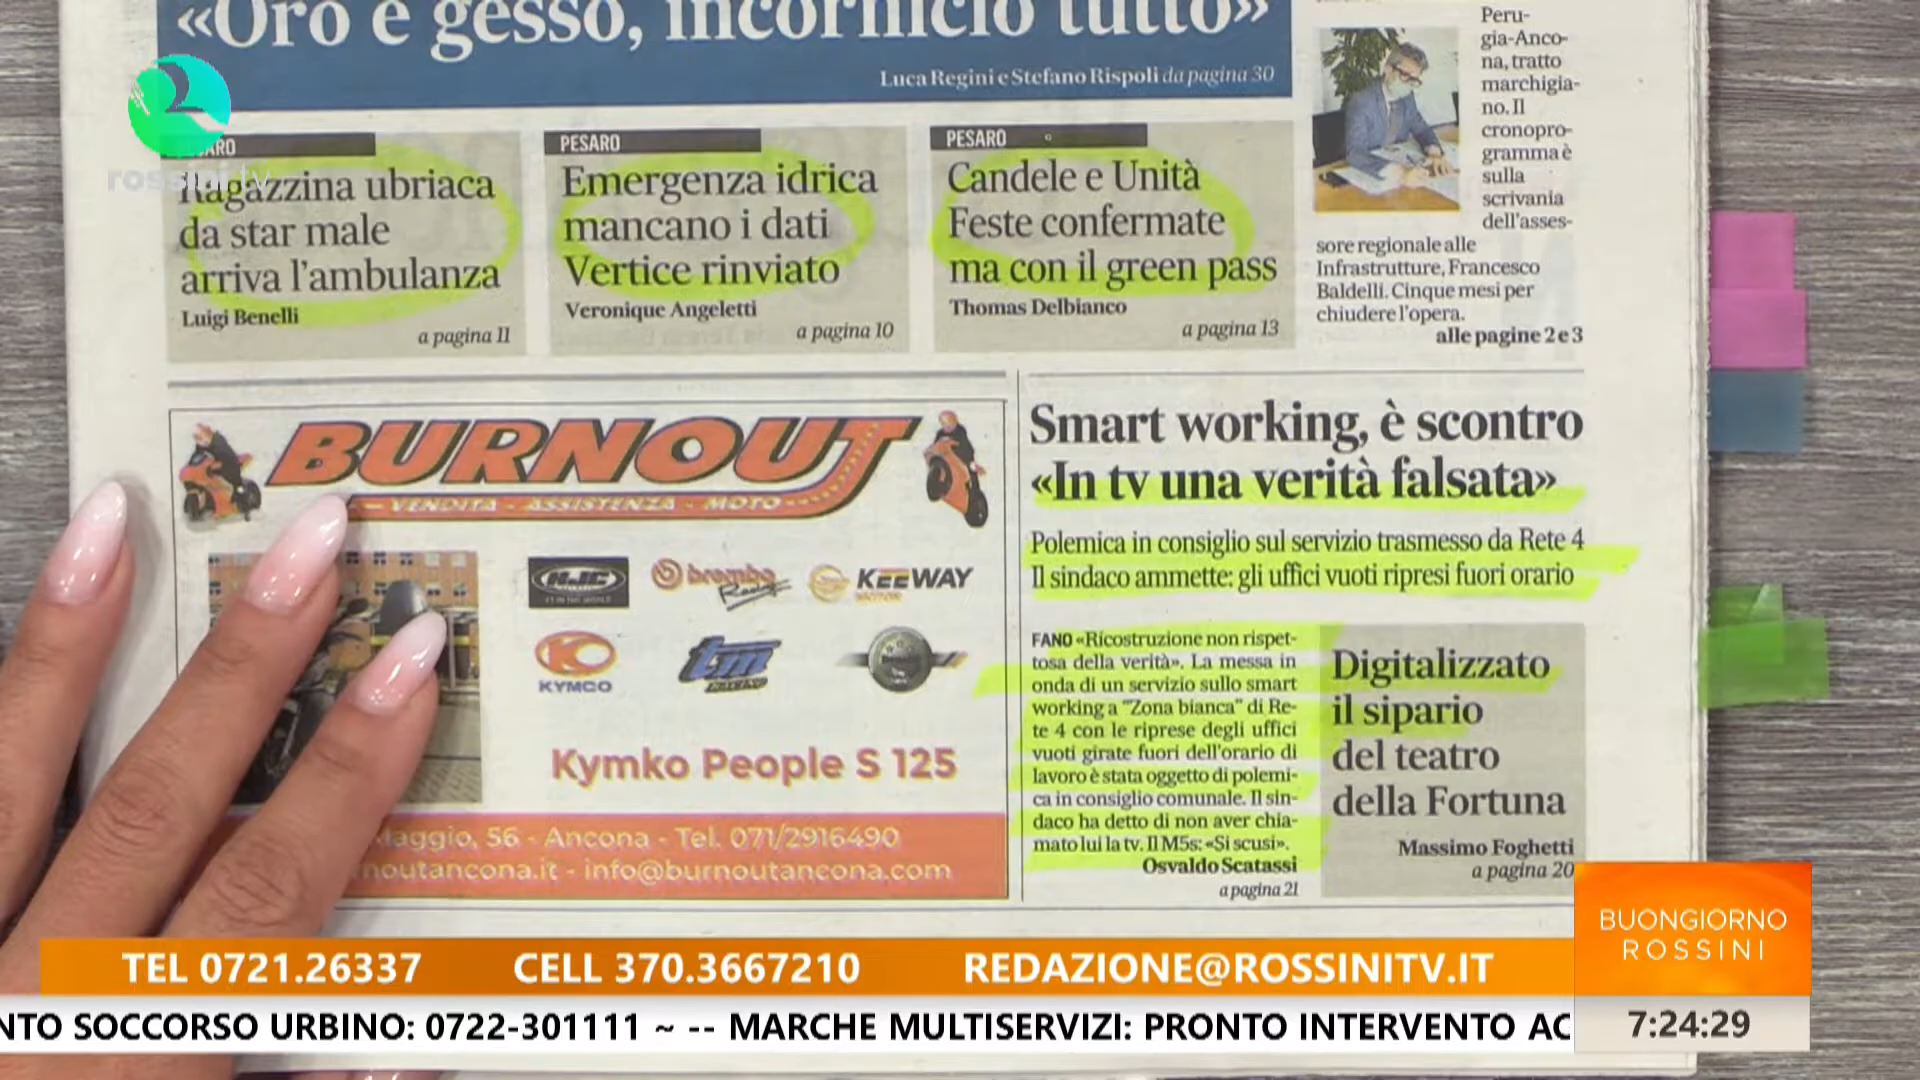 «Oro e gesso, incornicio tutto»
Luca Regini e Stefano Rispoli da pagina 30
rossini tv
Ragazzina ubriaca
da star male
arriva l'ambulanza
Luigi Benelli
a pagina 11
PESARO
Emergenza idrica
mancano i dati
Vertice rinviato
Veronique Angeletti
a pagina 10
PESARO
Candele e Unità
Feste confermate
ma con il green pass
Thomas Delbianco
a pagina 13
Peru-
gia-Anco-
na, tratto
marchigia-
no. Il
cronopro-
gramma è
sulla
scrivania
dell'asses-
sore regionale alle
Infrastrutture, Francesco
Baldelli. Cinque mesi per
chiudere l'opera.
alle pagine 2 e 3
BURNOUT
VENDITA - ASSISTENZA - MOTO
HJC
brembo
Racing
KEEWAY
MOTOR
KYMCO
tm
RACING
Kymko People S 125
Maggio, 56 - Ancona - Tel. 071/2916490
noutancona.it - info@burnoutancona.com
Smart working, è scontro
«In tv una verità falsata»
Polemica in consiglio sul servizio trasmesso da Rete 4
Il sindaco ammette: gli uffici vuoti ripresi fuori orario
FANO «Ricostruzione non rispet-
tosa della verità». La messa in
onda di un servizio sullo smart
working a "Zona bianca" di Re-
te 4 con le riprese degli uffici
vuoti girate fuori dell'orario di
lavoro è stata oggetto di polemi-
ca in consiglio comunale. Il sin-
daco ha detto di non aver chia-
mato lui la tv. Il M5s: «Si scusi».
Osvaldo Scatassi
a pagina 21
Digitalizzato
il sipario
del teatro
della Fortuna
Massimo Foghetti
a pagina 20
TEL 0721.26337 CELL 370.3667210 REDAZIONE@ROSSINITV.IT
BUONGIORNO
ROSSINI
NTO SOCCORSO URBINO: 0722-301111 ~ -- MARCHE MULTISERVIZI: PRONTO INTERVENTO AC
7:24:29